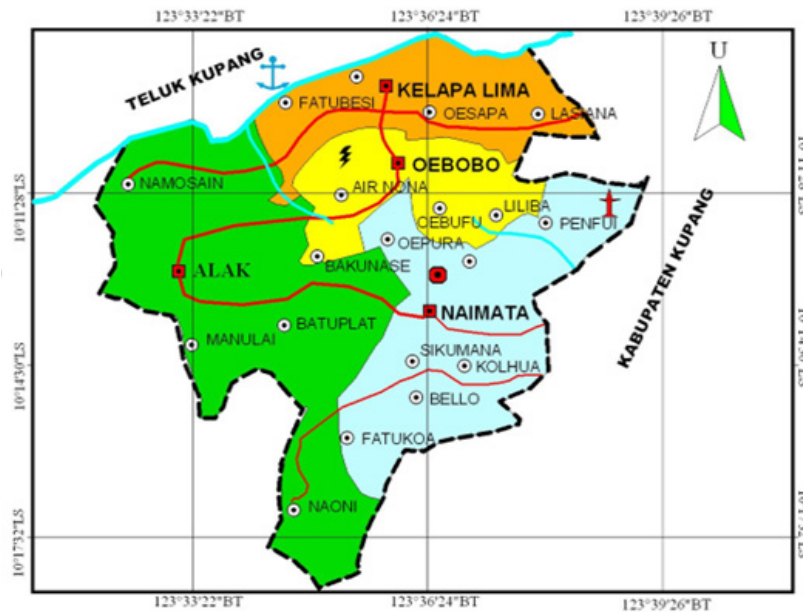 123°33'22"BT
123°36'24"BT
123°39'26"BT
TELUK KUPANG
U
KELAPA LIMA
FATUBESI
OESAPA
LASIANA
OEBOBO
NAMOSAIN
AIR NONA
10°11'28"LS
OEBUFU
LILIBA
PENFUI
OEPURA
BAKUNASE
ALAK
KABUPATEN KUPANG
NAIMATA
BATUPLAT
MANULAI
SIKUMANA
10°14'30"LS
KOLHUA
BELLO
FATUKOA
NAONI
10°17'32"LS
123°33'22"BT
123°36'24"BT
123°39'26"BT